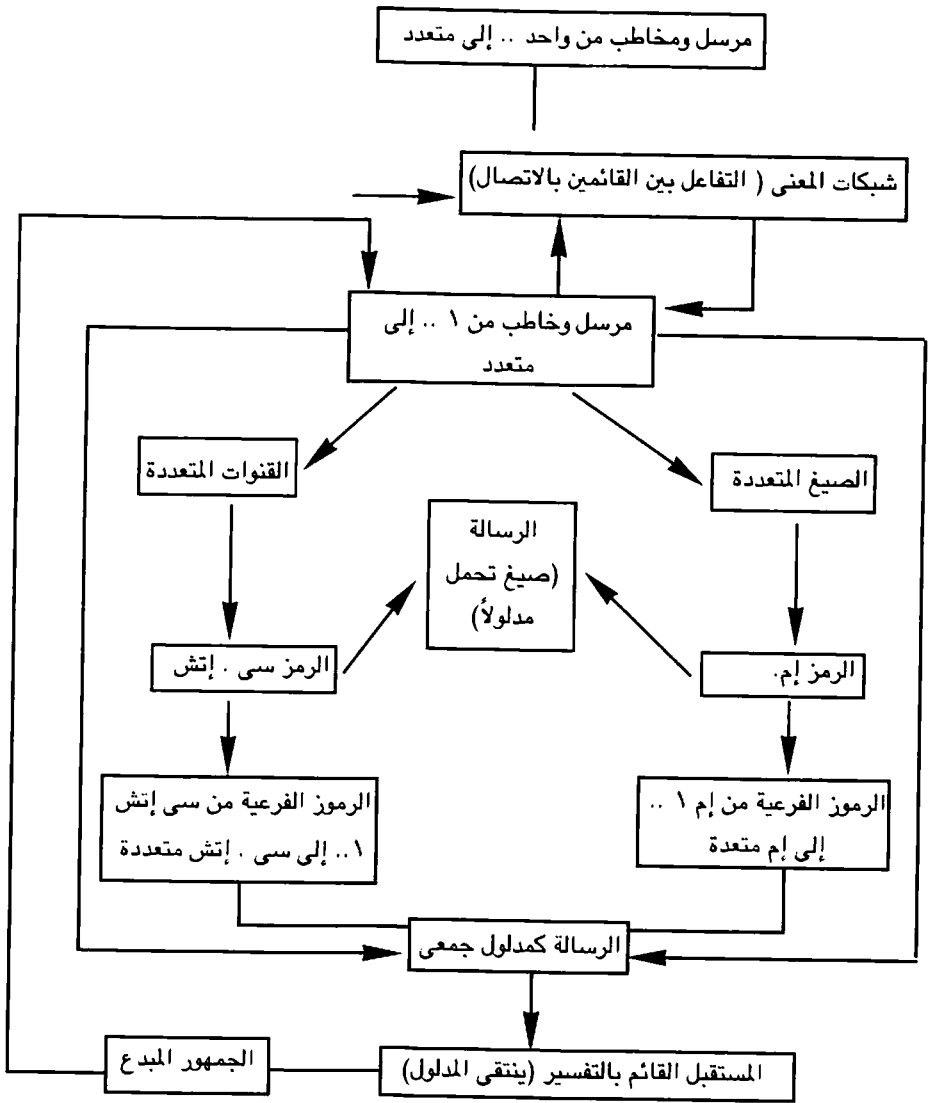 مرسل ومخاطب من واحد .. إلى متعدد
شبكات المعنى ( التفاعل بين القائمين بالاتصال)
مرسل وخاطب من ١ .. إلى
متعدد
الصيغ المتعددة
القنوات المتعددة
الرسالة
(صيغ تحمل
مدلولاً)
الرمز إم.
الرمز سى . إتش
الرموز الفرعية من إم ١ ..
إلى إم متعدة
الرموز الفرعية من سى إتش
١.. إلى سى . إتش متعددة
الرسالة كمدلول جمعى
المستقبل القائم بالتفسير (ينتقى المدلول)
الجمهور المبدع